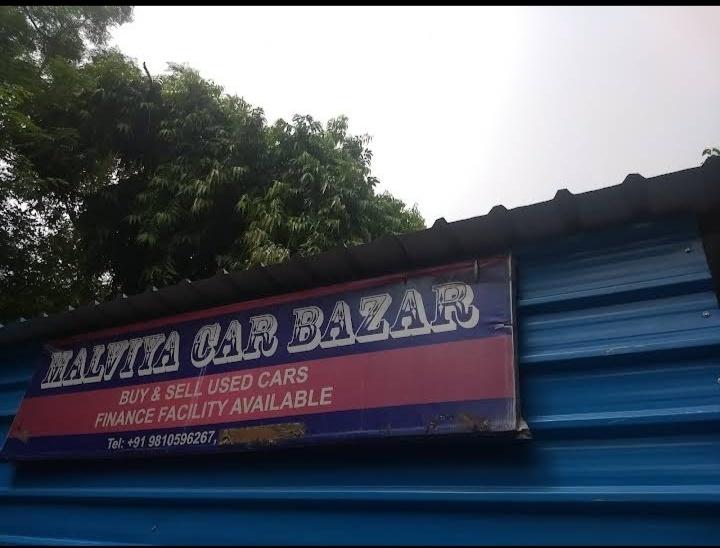 MALVIYA CAR BAZAR
BUY & SELL USED CARS
FINANCE FACILITY AVAILABLE
Tel: +91 9810596267,